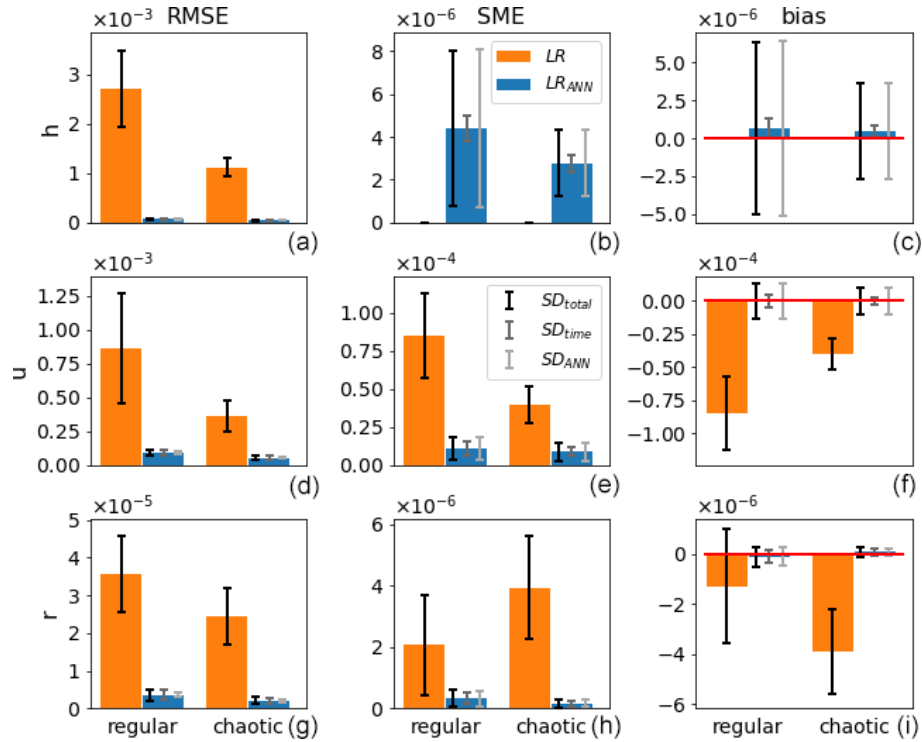 RMSE
SME
bias
×10⁻³
×10⁻⁶
×10⁻⁶
h
3
2
1
0
(a)
8
6
4
2
0
LR
LR_ANN
(b)
5.0
2.5
0.0
−2.5
−5.0
(c)
×10⁻³
×10⁻⁴
×10⁻⁴
u
1.25
1.00
0.75
0.50
0.25
0.00
(d)
1.00
0.75
0.50
0.25
0.00
SD_total
SD_time
SD_ANN
(e)
0.00
−0.25
−0.50
−0.75
−1.00
(f)
×10⁻⁵
×10⁻⁶
×10⁻⁶
r
5
4
3
2
1
0
regular chaotic (g)
6
4
2
0
regular chaotic (h)
0
−2
−4
−6
regular chaotic (i)